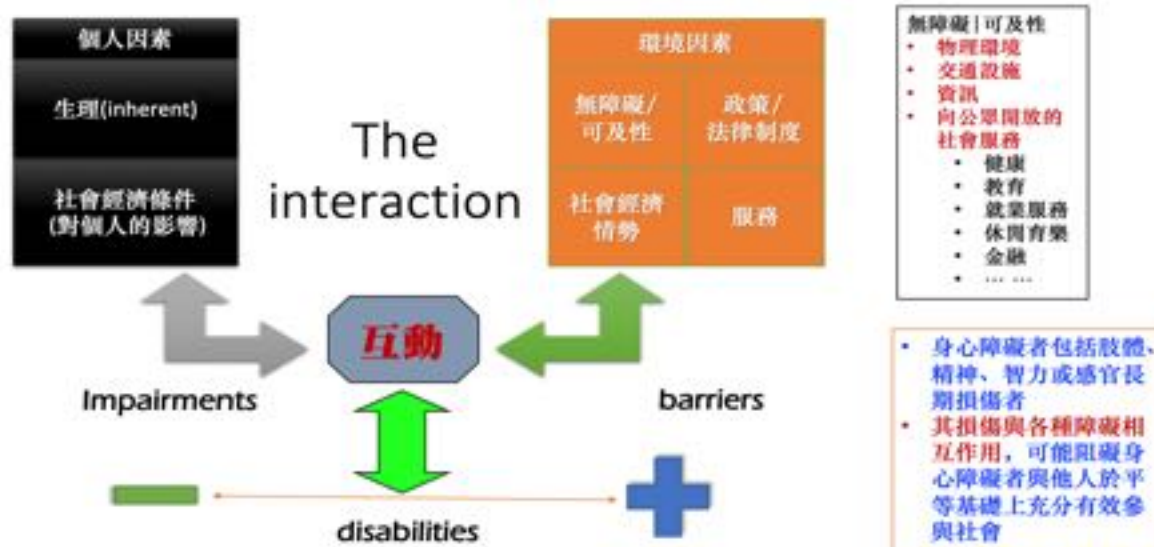 個人因素
生理(inherent)
社會經濟條件
(對個人的影響)
The
interaction
環境因素
無障礙/
可及性
政策/
法律制度
社會經濟
情勢
服務
互動
Impairments
barriers
disabilities
無障礙|可及性
• 物理環境
• 交通設施
• 資訊
• 向公眾開放的
社會服務
• 健康
• 教育
• 就業服務
• 休閒育樂
• 金融
• … …
• 身心障礙者包括肢體、
精神、智力或感官長
期損傷者
• 其損傷與各種障礙相
互作用，可能阻礙身
心障礙者與他人於平
等基礎上充分有效參
與社會